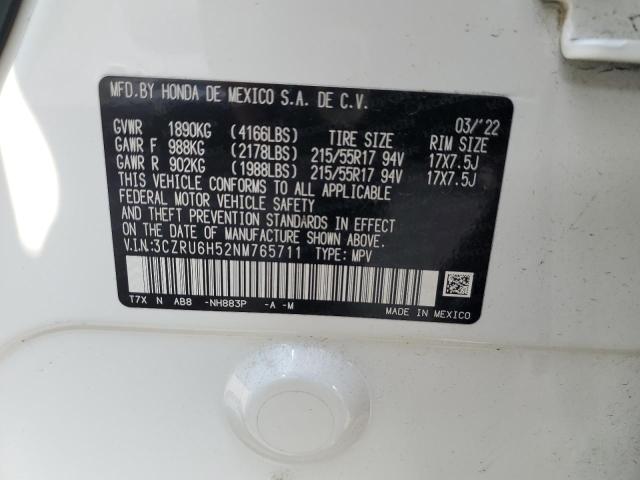 MFD.BY HONDA DE MEXICO S.A. DE C.V.
03/'22
GVWR 1890KG (4166LBS) TIRE SIZE RIM SIZE
GAWR F 988KG (2178LBS) 215/55R17 94V 17X7.5J
GAWR R 902KG (1988LBS) 215/55R17 94V 17X7.5J
THIS VEHICLE CONFORMS TO ALL APPLICABLE
FEDERAL MOTOR VEHICLE SAFETY
AND THEFT PREVENTION STANDARDS IN EFFECT
ON THE DATE OF MANUFACTURE SHOWN ABOVE.
V.I.N:3CZRU6H52NM765711 TYPE: MPV
T7X N AB8 -NH883P -A -M
MADE IN MEXICO